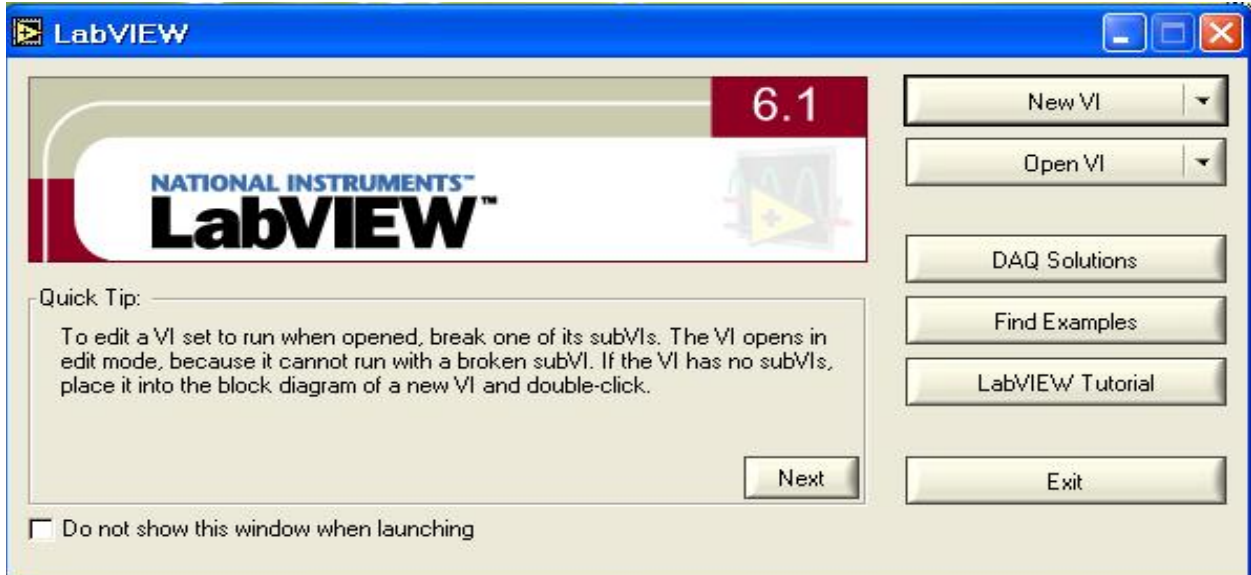 LabVIEW
6.1
NATIONAL INSTRUMENTS™
LabVIEW™
New VI
Open VI
DAQ Solutions
Find Examples
LabVIEW Tutorial
Exit
Quick Tip:
To edit a VI set to run when opened, break one of its subVIs. The VI opens in
edit mode, because it cannot run with a broken subVI. If the VI has no subVIs,
place it into the block diagram of a new VI and double-click.
Next
Do not show this window when launching